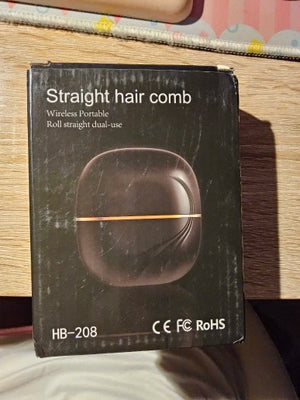 Straight hair comb
Wireless Portable
Roll straight dual-use
HB-208 CE FC RoHS